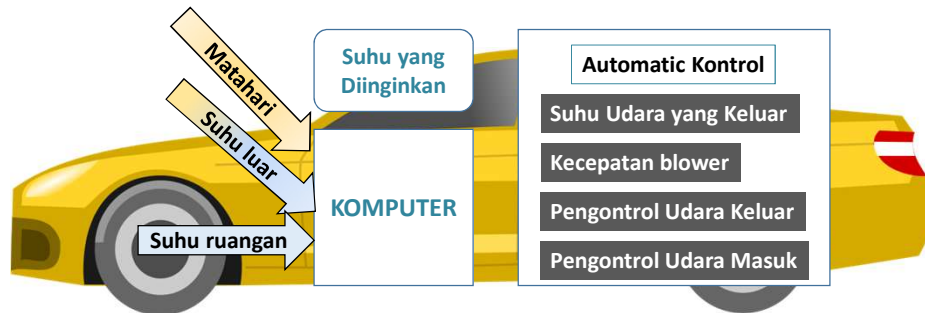 Matahari
Suhu luar
Suhu ruangan
Suhu yang
Diinginkan
KOMPUTER
Automatic Kontrol
Suhu Udara yang Keluar
Kecepatan blower
Pengontrol Udara Keluar
Pengontrol Udara Masuk